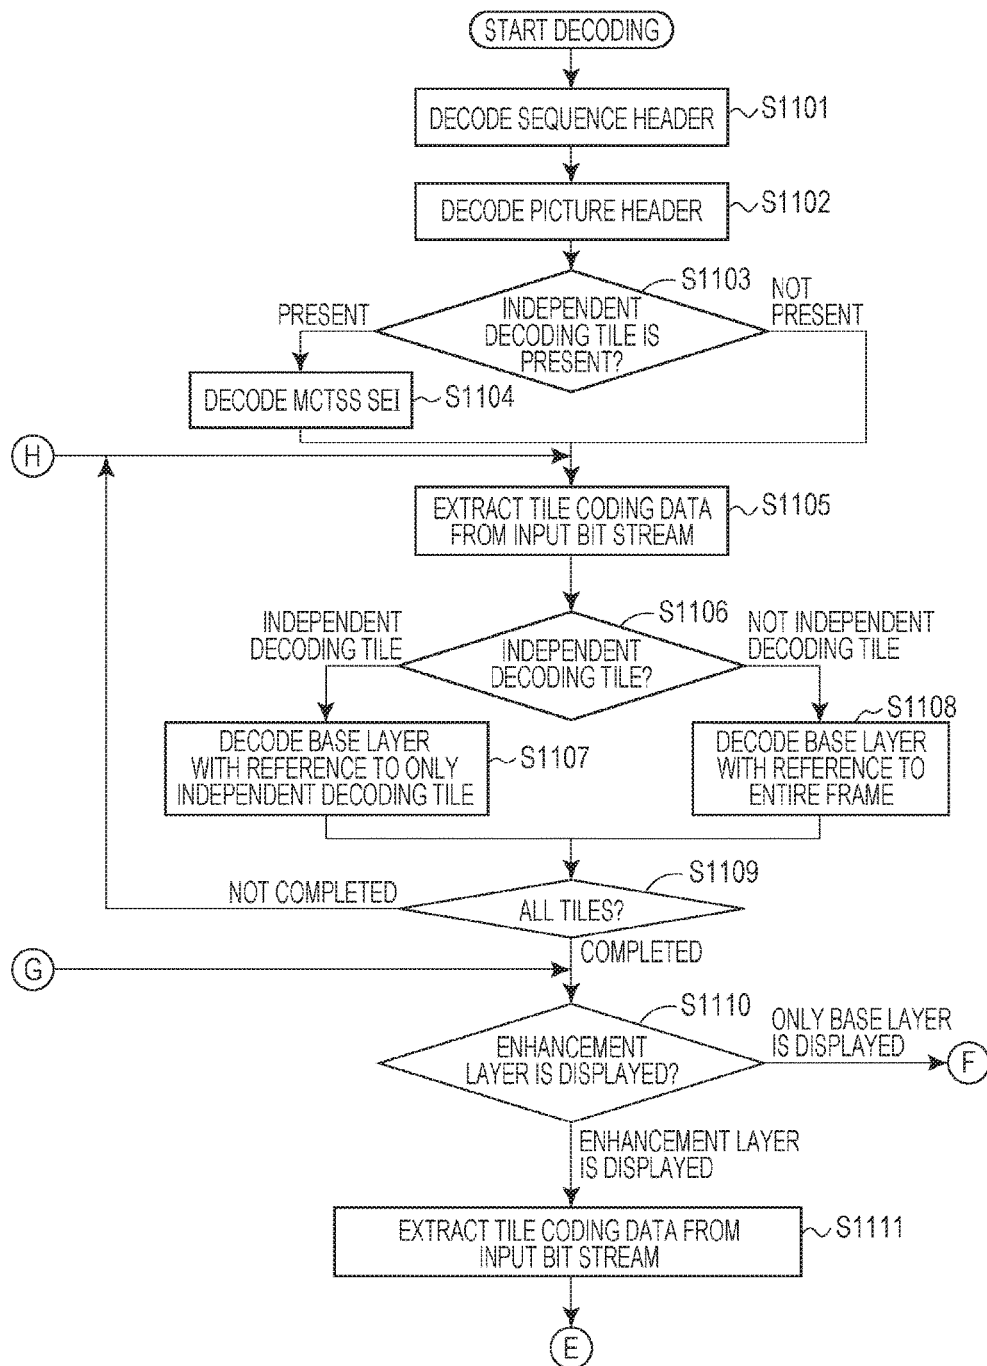 START DECODING
DECODE SEQUENCE HEADER
S1101
DECODE PICTURE HEADER
S1102
S1103
INDEPENDENT
DECODING TILE IS
PRESENT?
PRESENT
NOT
PRESENT
DECODE MCTSS SEI
S1104
H
EXTRACT TILE CODING DATA
FROM INPUT BIT STREAM
S1105
S1106
INDEPENDENT
DECODING TILE?
INDEPENDENT
DECODING TILE
NOT INDEPENDENT
DECODING TILE
DECODE BASE LAYER
WITH REFERENCE TO ONLY
INDEPENDENT DECODING TILE
S1107
S1108
DECODE BASE LAYER
WITH REFERENCE TO
ENTIRE FRAME
S1109
ALL TILES?
NOT COMPLETED
COMPLETED
G
S1110
ENHANCEMENT
LAYER IS DISPLAYED?
ONLY BASE LAYER
IS DISPLAYED
F
ENHANCEMENT LAYER
IS DISPLAYED
EXTRACT TILE CODING DATA FROM
INPUT BIT STREAM
S1111
E